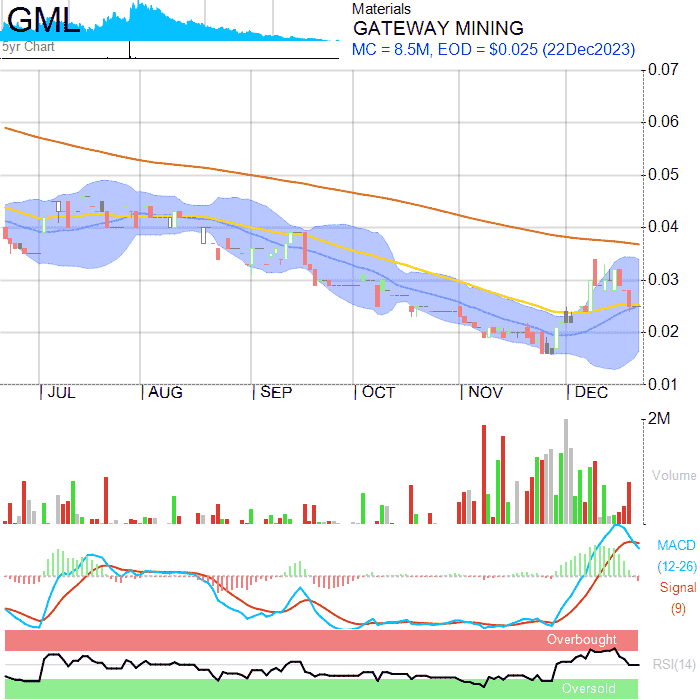 GML
5yr Chart
Materials
GATEWAY MINING
MC = 8.5M, EOD = $0.025 (22Dec2023)
0.07
0.06
0.05
0.04
0.03
0.02
0.01
| JUL | AUG | SEP | OCT | NOV | DEC
2M
Volume
MACD
(12-26)
Signal
(9)
Overbought
RSI(14)
Oversold